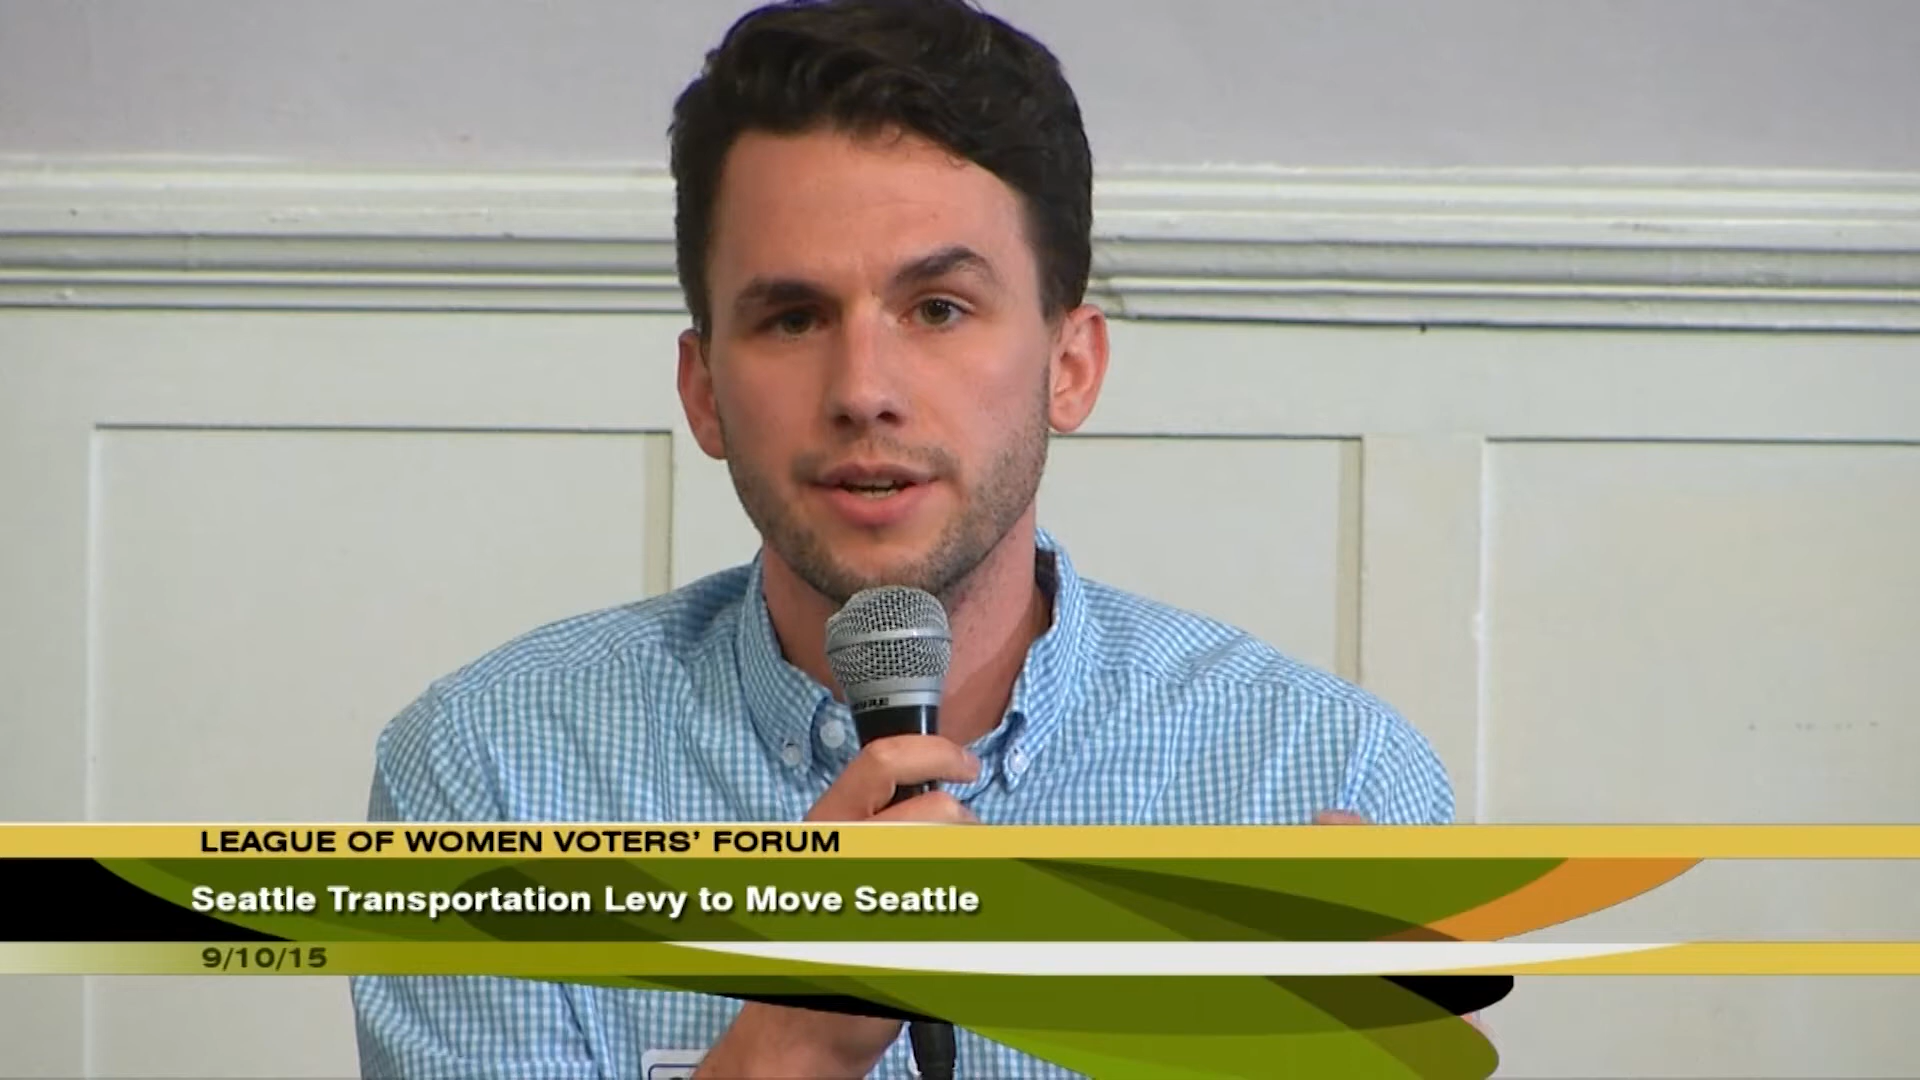 LEAGUE OF WOMEN VOTERS’ FORUM
Seattle Transportation Levy to Move Seattle
9/10/15